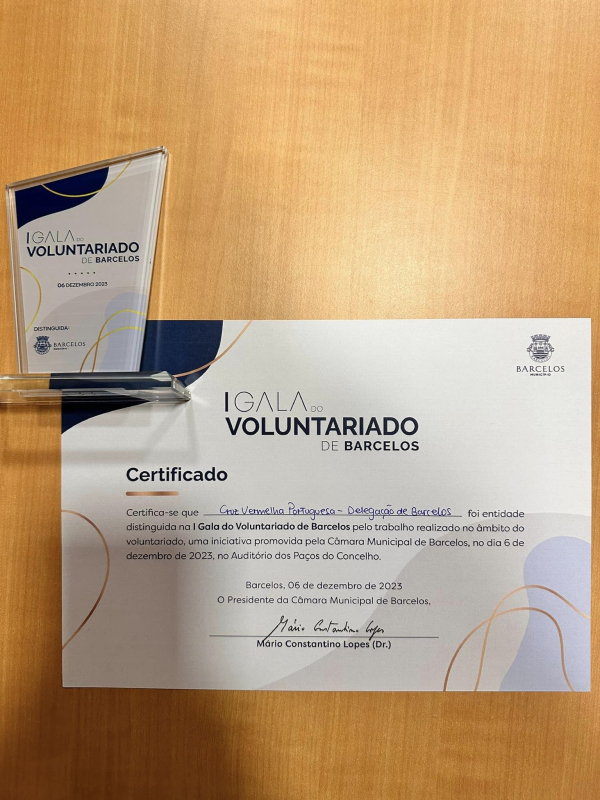 I GALA DO
VOLUNTARIADO
DE BARCELOS
06 DEZEMBRO 2023
DISTINGUIDA:
BARCELOS
MUNICÍPIO
BARCELOS
MUNICÍPIO
I GALA DO
VOLUNTARIADO
DE BARCELOS
Certificado
Certifica-se que Cruz Vermelha Portuguesa - Delegação de Barcelos foi entidade
distinguida na I Gala do Voluntariado de Barcelos pelo trabalho realizado no âmbito do
voluntariado, uma iniciativa promovida pela Câmara Municipal de Barcelos, no dia 6 de
dezembro de 2023, no Auditório dos Paços do Concelho.
Barcelos, 06 de dezembro de 2023
O Presidente da Câmara Municipal de Barcelos,
Mário Constantino Lopes
Mário Constantino Lopes (Dr.)